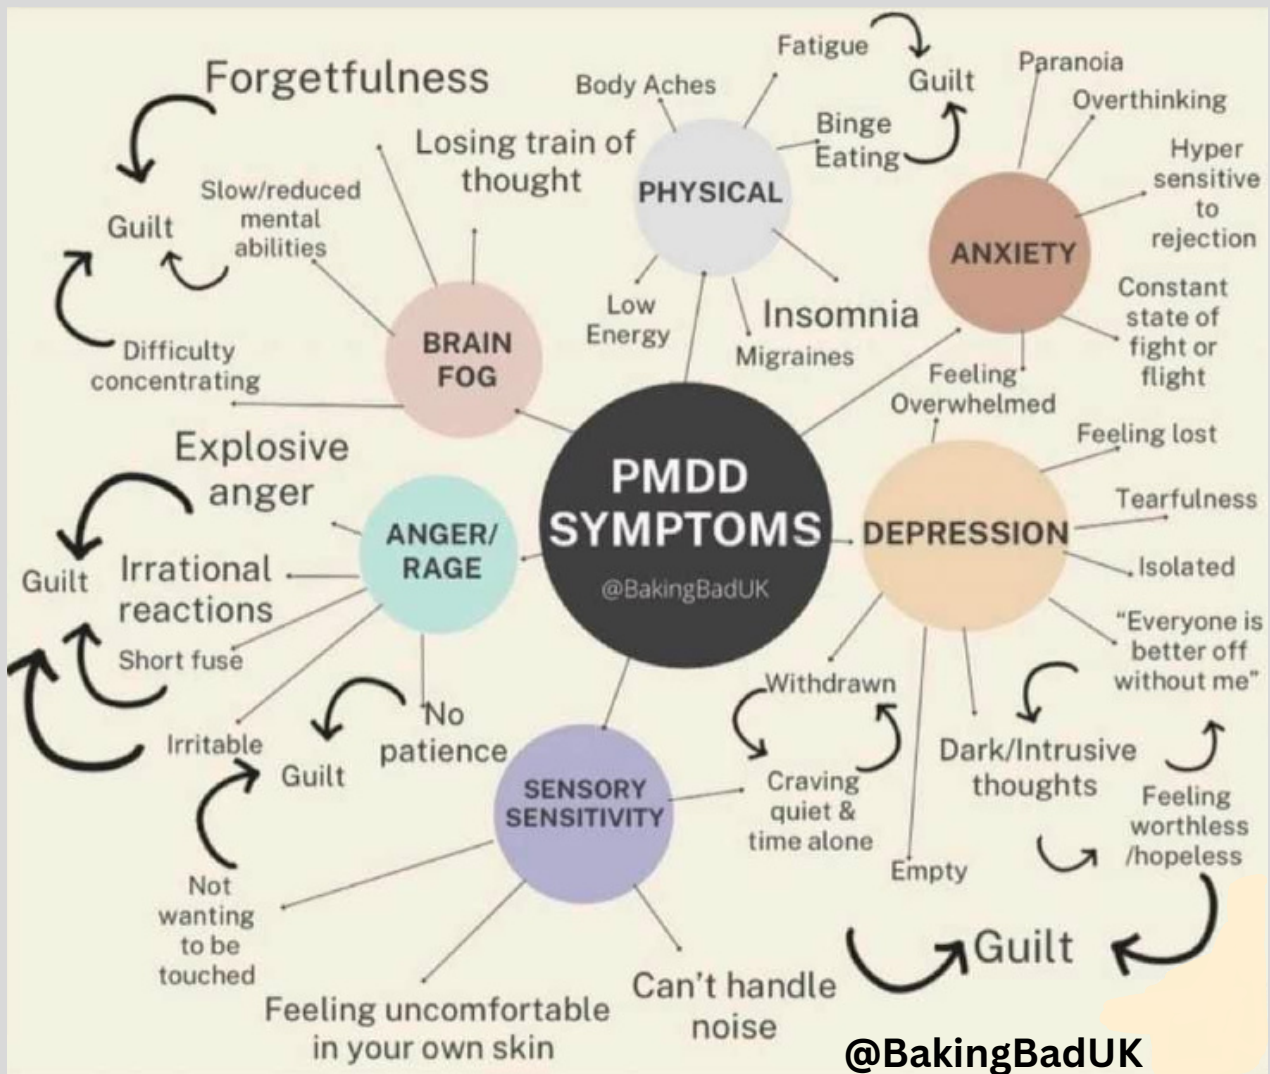 Forgetfulness
Guilt
Slow/reduced
mental
abilities
Losing train of
thought
Difficulty
concentrating
BRAIN
FOG
Body Aches
Fatigue
Guilt
Binge
Eating
PHYSICAL
Low
Energy
Migraines
Insomnia
Paranoia
Overthinking
Hyper
sensitive
to
rejection
ANXIETY
Constant
state of
fight or
flight
Feeling
Overwhelmed
PMDD
SYMPTOMS
@BakingBadUK
Explosive
anger
ANGER/
RAGE
Guilt
Irrational
reactions
Short fuse
Irritable
No
patience
Guilt
DEPRESSION
Feeling lost
Tearfulness
Isolated
“Everyone is
better off
without me”
Withdrawn
Dark/Intrusive
thoughts
Feeling
worthless
/hopeless
Empty
Guilt
SENSORY
SENSITIVITY
Craving
quiet &
time alone
Not
wanting
to be
touched
Feeling uncomfortable
in your own skin
Can’t handle
noise
@BakingBadUK